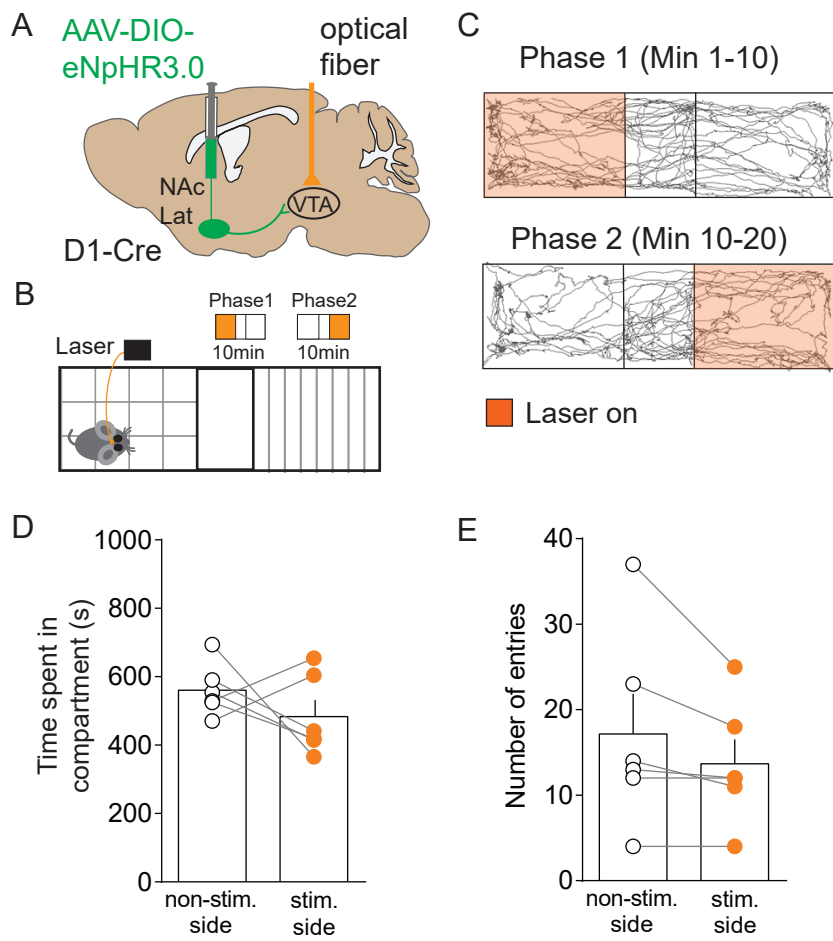 A
AAV-DIO-
eNpHR3.0
optical
fiber
NAc
Lat
VTA
D1-Cre
B
Phase1
Phase2
10min
10min
Laser
C
Phase 1 (Min 1-10)
Phase 2 (Min 10-20)
Laser on
D
Time spent in
compartment (s)
1000
800
600
400
200
0
non-stim.
side
stim.
side
E
Number of entries
40
30
20
10
0
non-stim.
side
stim.
side